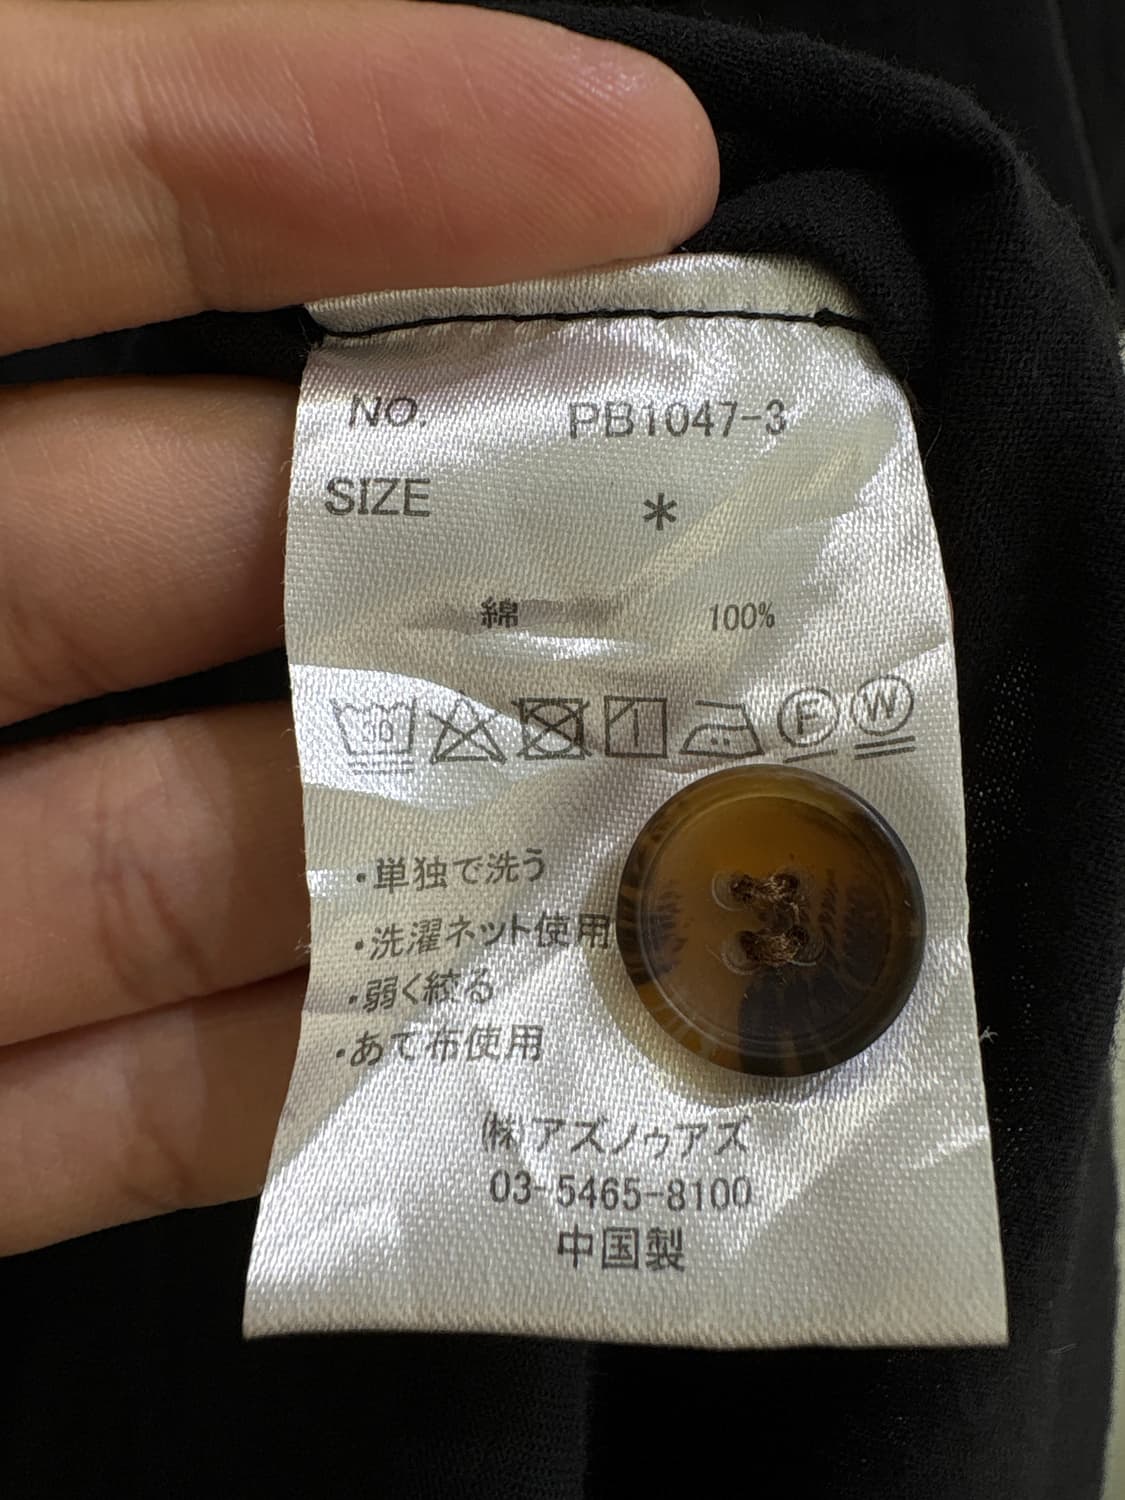 NO. PB1047-3
SIZE *
綿 100%
30 F W
・単独で洗う
・洗濯ネット使用
・弱く絞る
・あて布使用
㈱アズノゥアズ
03-5465-8100
中国製